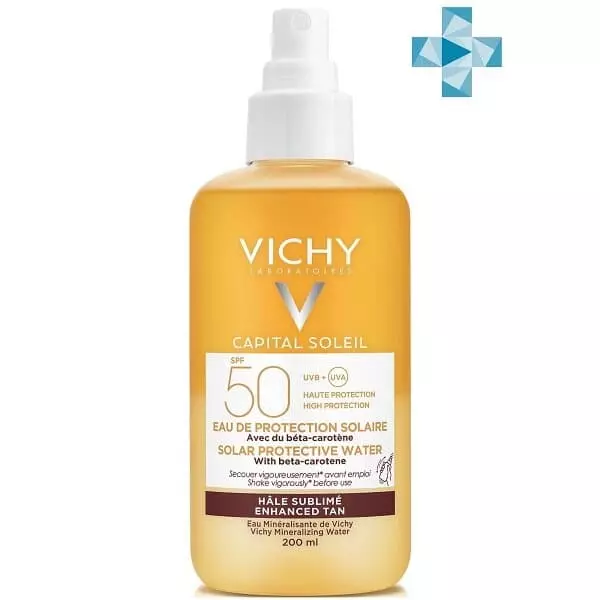 VICHY
LABORATOIRES
CAPITAL SOLEIL
SPF
50
UVB + UVA
HAUTE PROTECTION
HIGH PROTECTION
EAU DE PROTECTION SOLAIRE
Avec du béta-carotène
SOLAR PROTECTIVE WATER
With beta-carotene
Secouer vigoureusement* avant emploi
Shake vigorously* before use
HÂLE SUBLIMÉ
ENHANCED TAN
Eau Minéralisante de Vichy
Vichy Mineralizing Water
200 ml